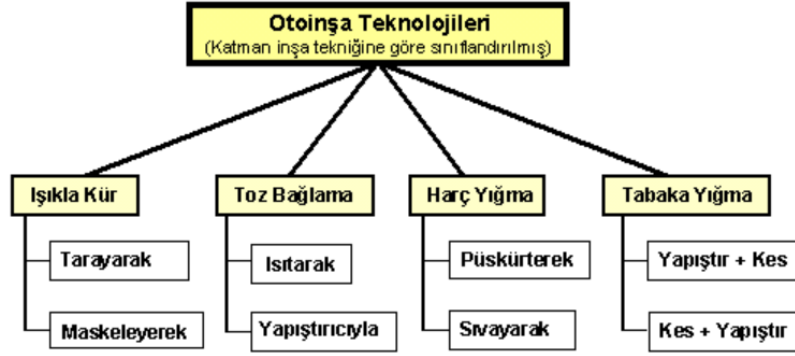 Otoinşa Teknolojileri
(Katman inşa tekniğine göre sınıflandırılmış)
Işıkla Kür
Toz Bağlama
Harç Yığma
Tabaka Yığma
Tarayarak
Isıtarak
Püskürterek
Yapıştır + Kes
Maskeleyerek
Yapıştırıcıyla
Sıvayarak
Kes + Yapıştır